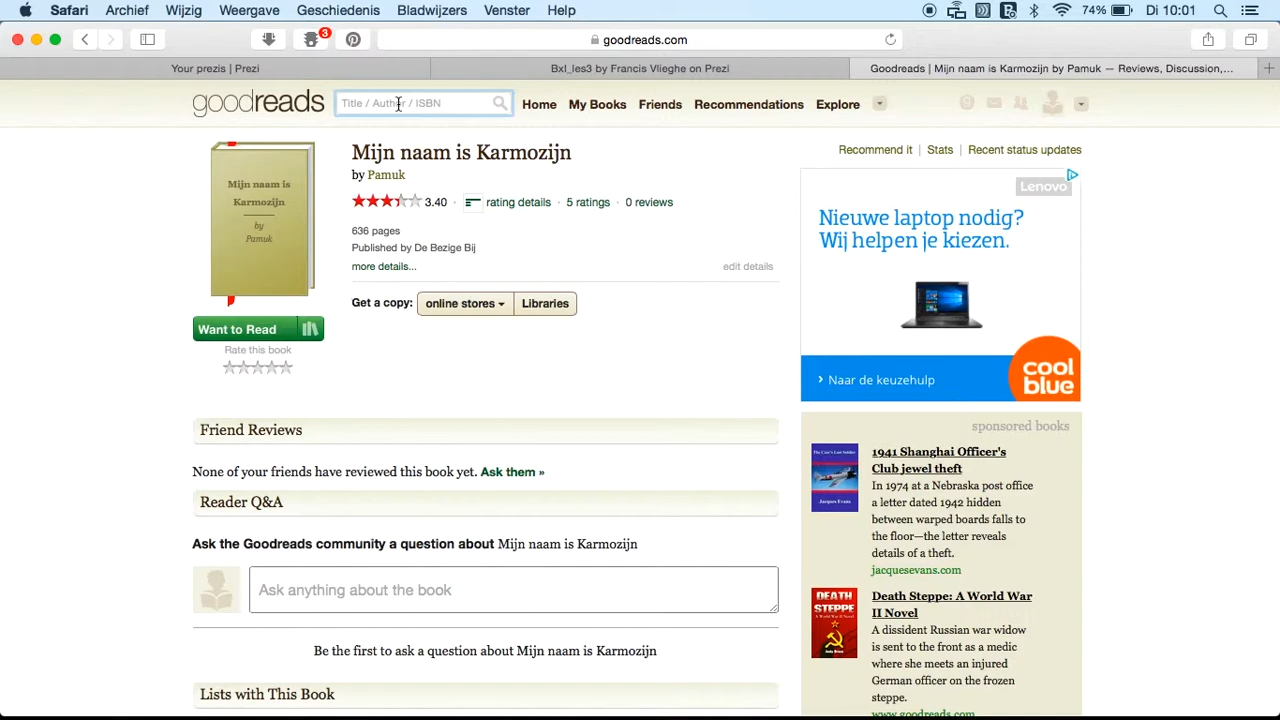 Safari Archief Wijzig Weergave Geschiedenis Bladwijzers Venster Help 74% Di 10:01
3 goodreads.com
Your prezis | Prezi Bxl_les3 by Francis Vlieghe on Prezi Goodreads | Mijn naam is Karmozijn by Pamuk — Reviews, Discussion,...
goodreads Title / Author / ISBN Home My Books Friends Recommendations Explore
Mijn naam is Karmozijn
by Pamuk
3.40 · rating details · 5 ratings · 0 reviews
636 pages
Published by De Bezige Bij
more details... edit details
Get a copy: online stores Libraries
Mijn naam is
Karmozijn
by
Pamuk
Want to Read
Rate this book
Recommend it | Stats | Recent status updates
Lenovo
Nieuwe laptop nodig?
Wij helpen je kiezen.
› Naar de keuzehulp
cool
blue
Friend Reviews
None of your friends have reviewed this book yet. Ask them »
Reader Q&A
Ask the Goodreads community a question about Mijn naam is Karmozijn
Ask anything about the book
Be the first to ask a question about Mijn naam is Karmozijn
Lists with This Book
sponsored books
1941 Shanghai Officer's
Club jewel theft
In 1974 at a Nebraska post office
a letter dated 1942 hidden
between warped boards falls to
the floor—the letter reveals
details of a theft.
jacquesevans.com
DEATH
STEPPE
Death Steppe: A World War
II Novel
A dissident Russian war widow
is sent to the front as a medic
where she meets an injured
German officer on the frozen
steppe.
www.goodreads.com